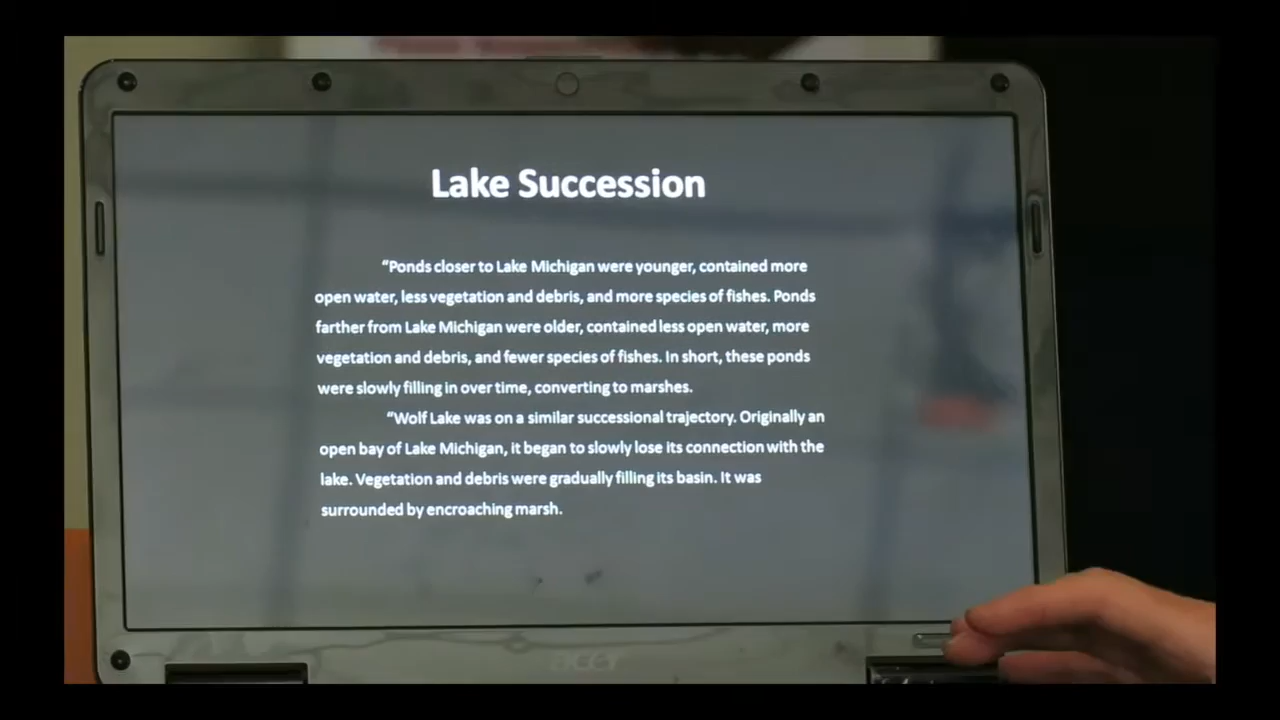 Lake Succession
“Ponds closer to Lake Michigan were younger, contained more
open water, less vegetation and debris, and more species of fishes. Ponds
farther from Lake Michigan were older, contained less open water, more
vegetation and debris, and fewer species of fishes. In short, these ponds
were slowly filling in over time, converting to marshes.
“Wolf Lake was on a similar successional trajectory. Originally an
open bay of Lake Michigan, it began to slowly lose its connection with the
lake. Vegetation and debris were gradually filling its basin. It was
surrounded by encroaching marsh.